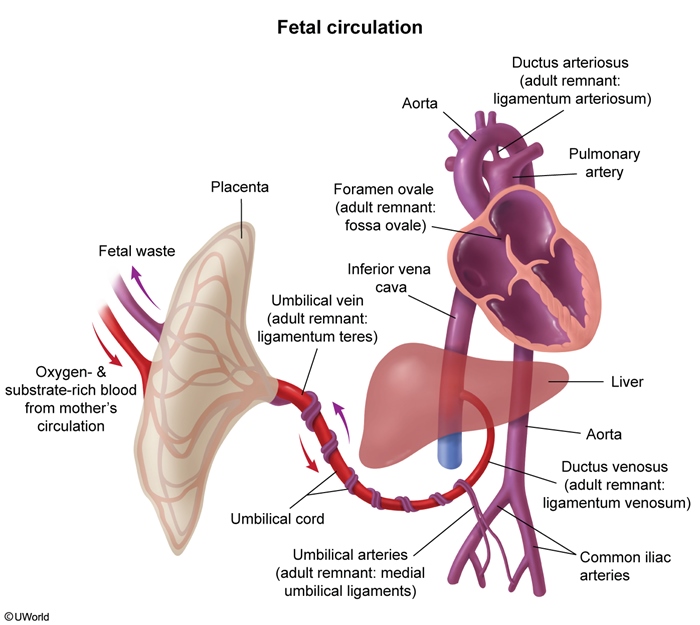 Fetal circulation
Ductus arteriosus
(adult remnant:
ligamentum arteriosum)
Aorta
Pulmonary
artery
Placenta
Foramen ovale
(adult remnant:
fossa ovale)
Fetal waste
Inferior vena
cava
Umbilical vein
(adult remnant:
ligamentum teres)
Oxygen- &
substrate-rich blood
from mother's
circulation
Liver
Aorta
Ductus venosus
(adult remnant:
ligamentum venosum)
Umbilical cord
Umbilical arteries
(adult remnant: medial
umbilical ligaments)
Common iliac
arteries
©UWorld